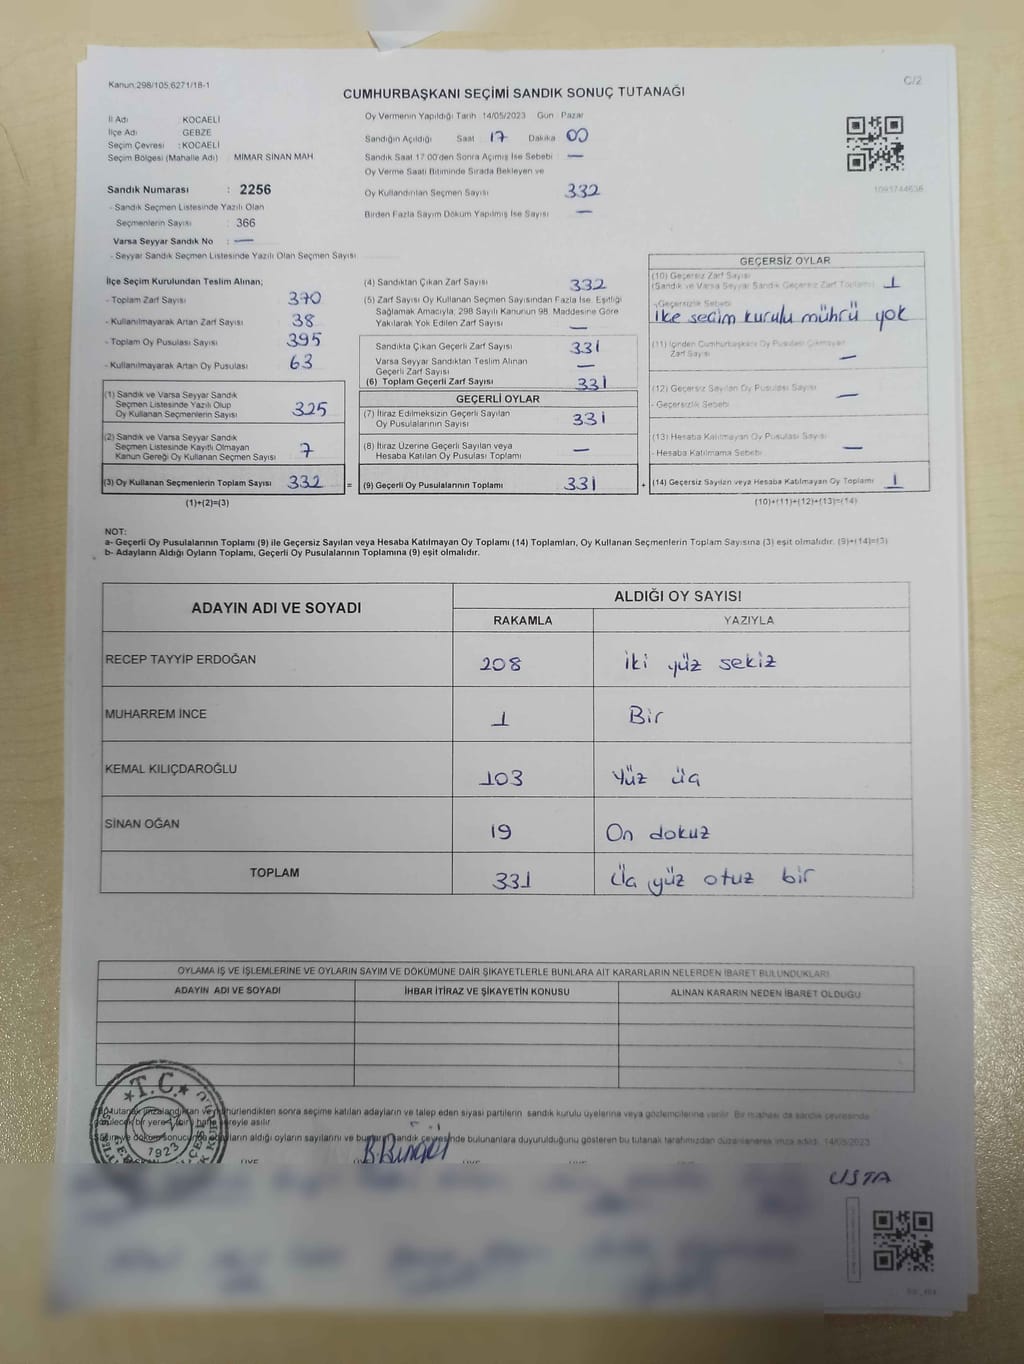 Kanun:298/105,6271/18-1
C/2
CUMHURBAŞKANI SEÇİMİ SANDIK SONUÇ TUTANAĞI
İl Adı KOCAELİ
İlçe Adı GEBZE
Seçim Çevresi : KOCAELİ
Seçim Bölgesi (Mahalle Adı) MİMAR SİNAN MAH
Sandık Numarası : 2256
- Sandık Seçmen Listesinde Yazılı Olan
Seçmenlerin Sayısı : 366
Varsa Seyyar Sandık No : —
- Seyyar Sandık Seçmen Listesinde Yazılı Olan Seçmen Sayısı
Oy Vermenin Yapıldığı Tarih 14/05/2023 Gün Pazar
Sandığın Açıldığı Saat 17 Dakika 00
Sandık Saat 17:00'den Sonra Açımış İse Sebebi —
Oy Verme Saati Bitiminde Sırada Bekleyen ve
Oy Kullandırılan Seçmen Sayısı 332
Birden Fazla Sayım Döküm Yapılmış İse Sayısı —
1093744638
İlçe Seçim Kurulundan Teslim Alınan;
- Toplam Zarf Sayısı 370
- Kullanılmayarak Artan Zarf Sayısı 38
- Toplam Oy Pusulası Sayısı 395
- Kullanılmayarak Artan Oy Pusulası 63
(1) Sandık ve Varsa Seyyar Sandık
Seçmen Listesinde Yazılı Olup
Oy Kullanan Seçmenlerin Sayısı 325
(2) Sandık ve Varsa Seyyar Sandık
Seçmen Listesinde Kayıtlı Olmayan
Kanun Gereği Oy Kullanan Seçmen Sayısı 7
(3) Oy Kullanan Seçmenlerin Toplam Sayısı 332 =
(1)+(2)=(3)
(4) Sandıktan Çıkan Zarf Sayısı 332
(5) Zarf Sayısı Oy Kullanan Seçmen Sayısından Fazla İse, Eşitliği
Sağlamak Amacıyla, 298 Sayılı Kanunun 98. Maddesine Göre
Yakılarak Yok Edilen Zarf Sayısı —
Sandıkta Çıkan Geçerli Zarf Sayısı 331
Varsa Seyyar Sandıktan Teslim Alınan
Geçerli Zarf Sayısı —
(6) Toplam Geçerli Zarf Sayısı 331
GEÇERLİ OYLAR
(7) İtiraz Edilmeksizin Geçerli Sayılan
Oy Pusulalarının Sayısı 331
(8) İtiraz Üzerine Geçerli Sayılan veya
Hesaba Katılan Oy Pusulası Toplamı —
(9) Geçerli Oy Pusulalarının Toplamı 331 +
GEÇERSİZ OYLAR
(10) Geçersiz Zarf Sayısı
(Sandık ve Varsa Seyyar Sandık Geçersiz Zarf Toplamı) 1
-Geçersizlik Sebebi
ilçe seçim kurulu mührü yok
(11) İçinden Cumhurbaşkanı Oy Pusulası Çıkmayan
Zarf Sayısı —
(12) Geçersiz Sayılan Oy Pusulası Sayısı
- Geçersizlik Sebebi —
(13) Hesaba Katılmayan Oy Pusulası Sayısı
- Hesaba Katılmama Sebebi —
(14) Geçersiz Sayılan veya Hesaba Katılmayan Oy Toplamı 1
(10)+(11)+(12)+(13)=(14)
NOT:
a- Geçerli Oy Pusulalarının Toplamı (9) ile Geçersiz Sayılan veya Hesaba Katılmayan Oy Toplamı (14) Toplamları, Oy Kullanan Seçmenlerin Toplam Sayısına (3) eşit olmalıdır. (9)+(14)=(3)
b- Adayların Aldığı Oyların Toplamı, Geçerli Oy Pusulalarının Toplamına (9) eşit olmalıdır.
ADAYIN ADI VE SOYADI ALDIĞI OY SAYISI
RAKAMLA YAZIYLA
RECEP TAYYİP ERDOĞAN 208 iki yüz sekiz
MUHARREM İNCE 1 Bir
KEMAL KILIÇDAROĞLU 103 Yüz üç
SİNAN OĞAN 19 On dokuz
TOPLAM 331 Üç yüz otuz bir
OYLAMA İŞ VE İŞLEMLERİNE VE OYLARIN SAYIM VE DÖKÜMÜNE DAİR ŞİKAYETLERLE BUNLARA AİT KARARLARIN NELERDEN İBARET BULUNDUKLARI
ADAYIN ADI VE SOYADI İHBAR İTİRAZ VE ŞİKAYETİN KONUSU ALINAN KARARIN NEDEN İBARET OLDUĞU
T.C.
1923
sonra seçime katılan adayların ve talep eden siyasi partilerin sandık kurulu üyelerine veya gözlemcilerine verilir. Bir nüshası da sandık çevresinde
aldığı oyların sayılarını ve sandık çevresinde bulunanlara duyurulduğunu gösteren bu tutanak tarafımızdan düzenlenerek imza edildi. 14/05/2023
USTA